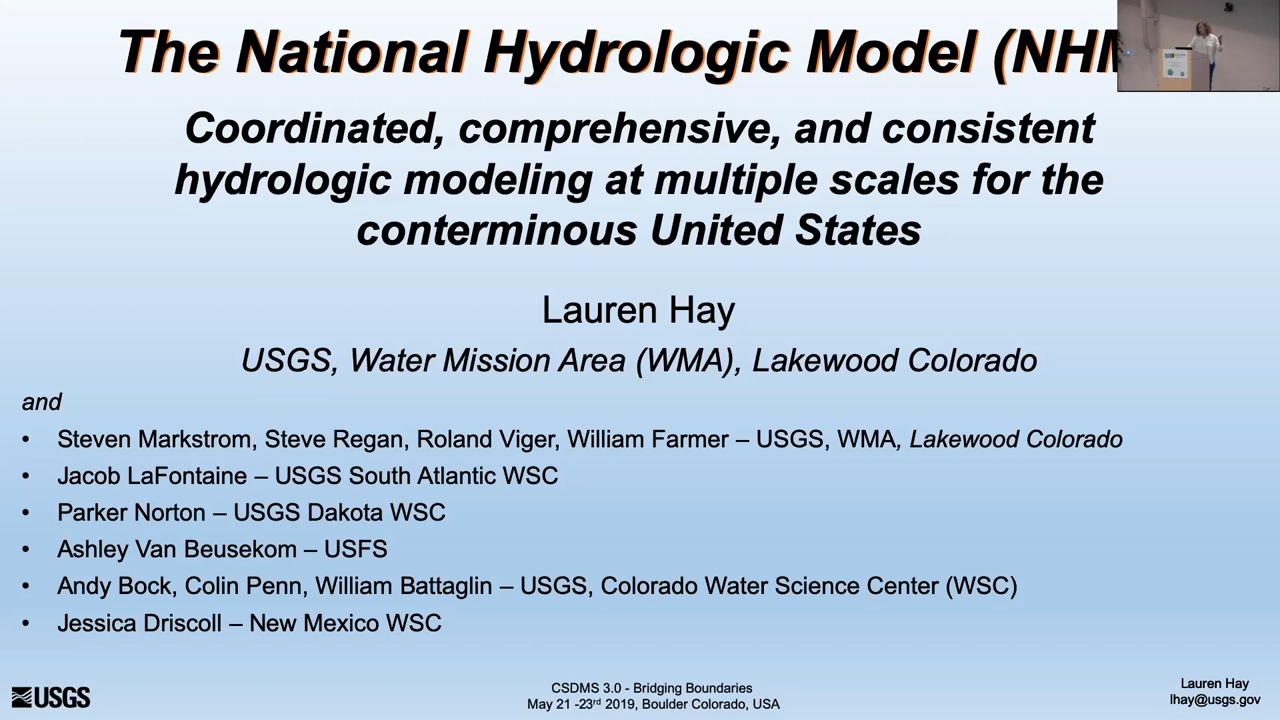 The National Hydrologic Model (NHM
Coordinated, comprehensive, and consistent
hydrologic modeling at multiple scales for the
conterminous United States
Lauren Hay
USGS, Water Mission Area (WMA), Lakewood Colorado
and
• Steven Markstrom, Steve Regan, Roland Viger, William Farmer – USGS, WMA, Lakewood Colorado
• Jacob LaFontaine – USGS South Atlantic WSC
• Parker Norton – USGS Dakota WSC
• Ashley Van Beusekom – USFS
• Andy Bock, Colin Penn, William Battaglin – USGS, Colorado Water Science Center (WSC)
• Jessica Driscoll – New Mexico WSC
USGS
CSDMS 3.0 - Bridging Boundaries
May 21 -23rd 2019, Boulder Colorado, USA
Lauren Hay
lhay@usgs.gov